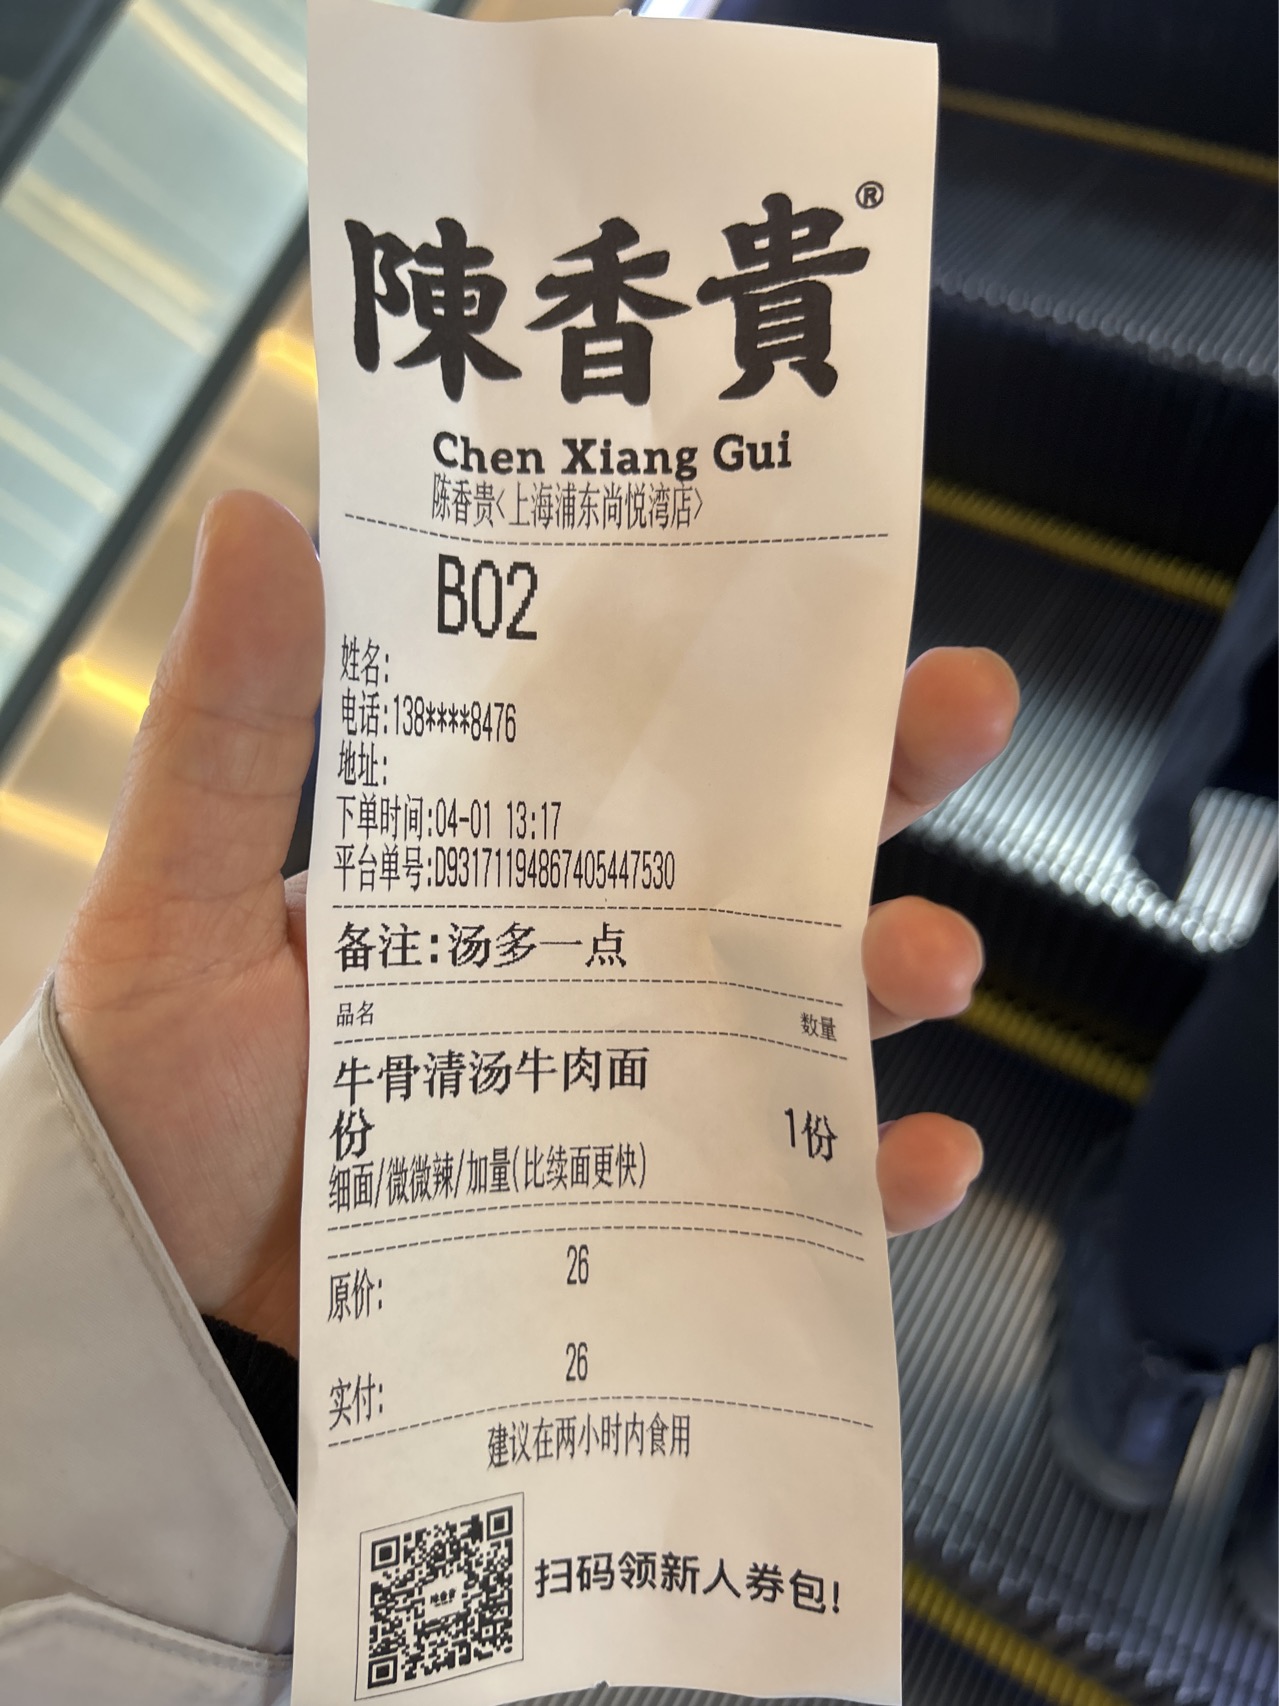 陳香貴®
Chen Xiang Gui
陈香贵<上海浦东尚悦湾店>
B02
姓名:
电话:138****8476
地址:
下单时间:04-01 13:17
平台单号:D931711948674054​47530
备注:汤多一点
品名 数量
牛骨清汤牛肉面
份 1份
细面/微微辣/加量(比续面更快)
原价: 26
实付: 26
建议在两小时内食用
扫码领新人券包!